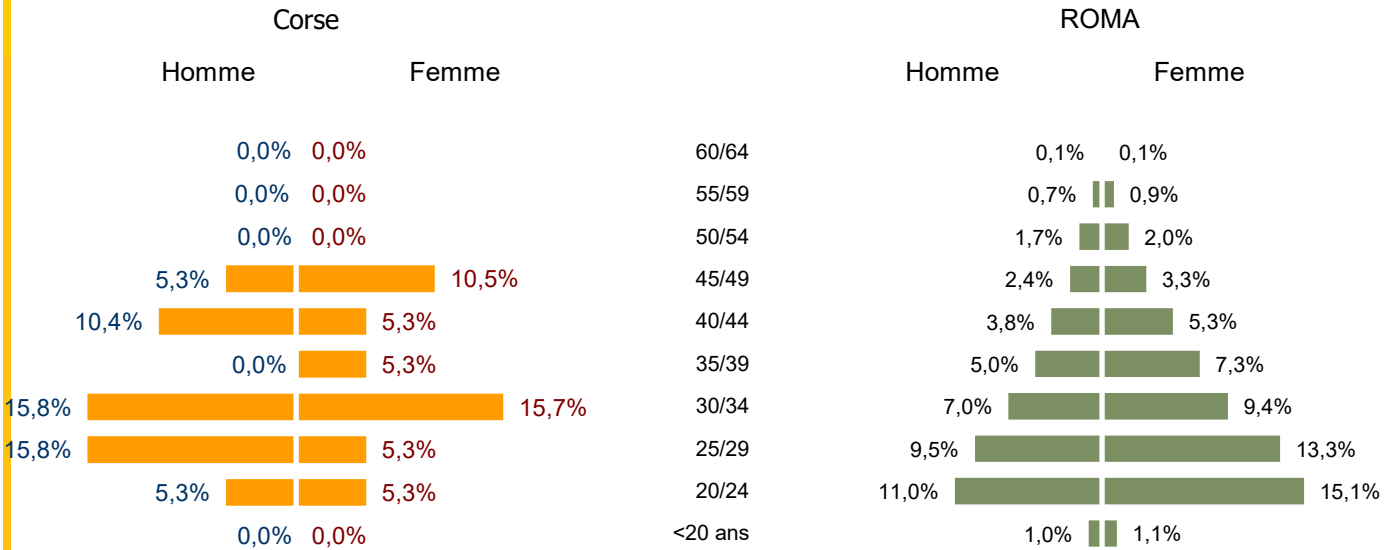 Corse ROMA
Homme Femme Homme Femme
0,0% 0,0% 60/64 0,1% 0,1%
0,0% 0,0% 55/59 0,7% 0,9%
0,0% 0,0% 50/54 1,7% 2,0%
5,3% 10,5% 45/49 2,4% 3,3%
10,4% 5,3% 40/44 3,8% 5,3%
0,0% 5,3% 35/39 5,0% 7,3%
15,8% 15,7% 30/34 7,0% 9,4%
15,8% 5,3% 25/29 9,5% 13,3%
5,3% 5,3% 20/24 11,0% 15,1%
0,0% 0,0% <20 ans 1,0% 1,1%